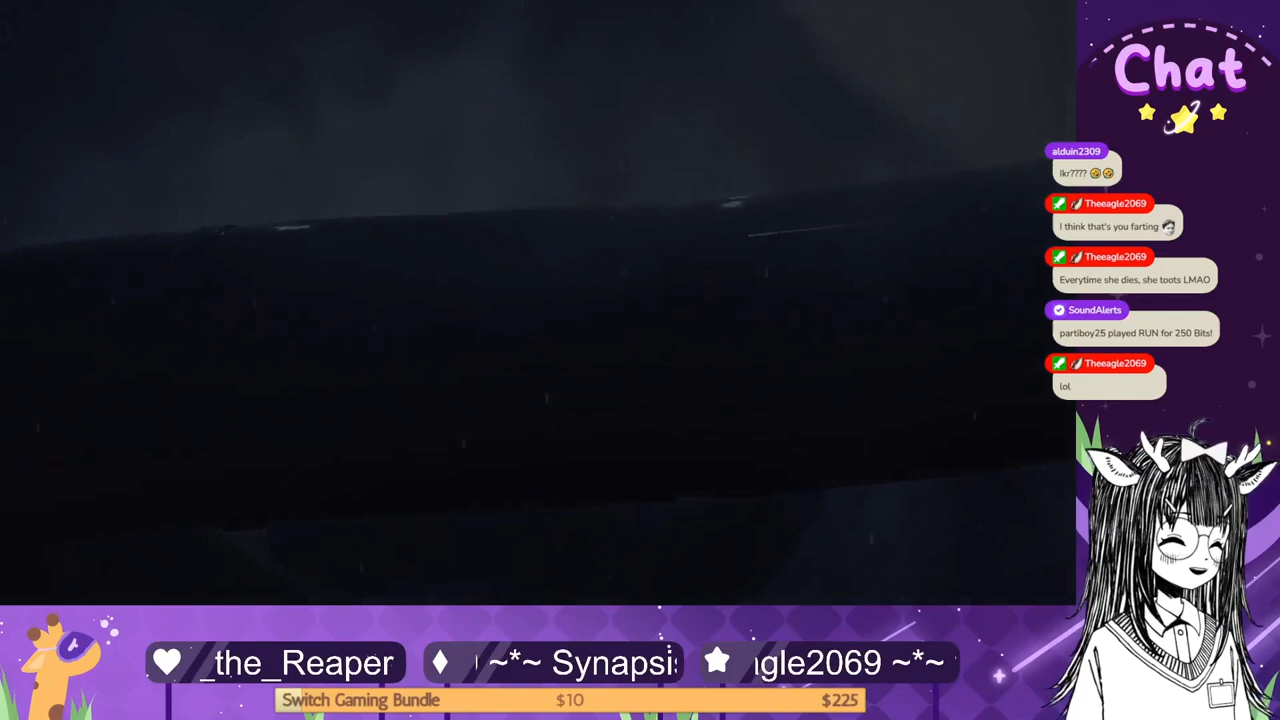 Chat
alduin2309
Ikr????
Theeagle2069
I think that's you farting
Theeagle2069
Everytime she dies, she toots LMAO
SoundAlerts
partiboy25 played RUN for 250 Bits!
Theeagle2069
lol
_the_Reaper
~*~ Synapsi
gle2069 ~*~
Switch Gaming Bundle $10 $225